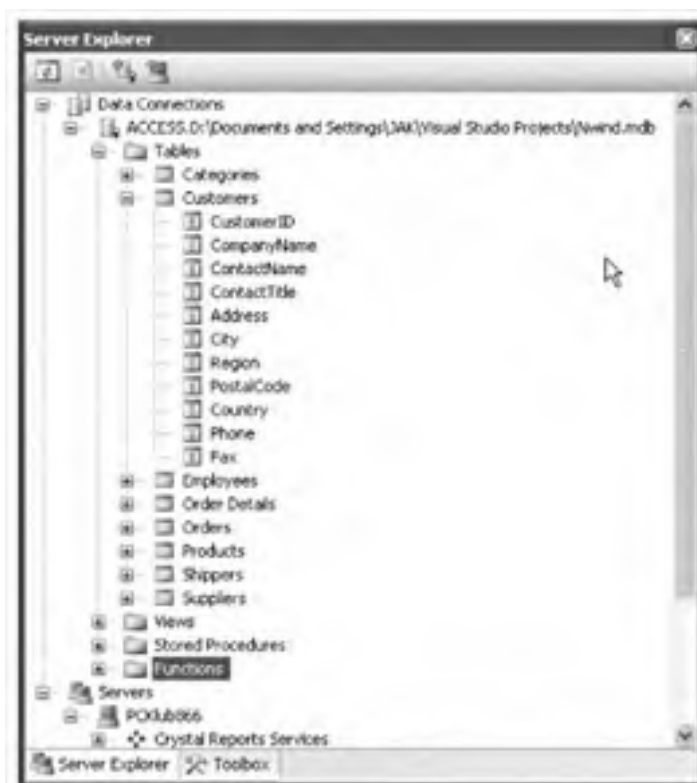 Server Explorer
Data Connections
ACCESS.D:\Documents and Settings\JAK\Visual Studio Projects\Nwind.mdb
Tables
Categories
Customers
CustomerID
CompanyName
ContactName
ContactTitle
Address
City
Region
PostalCode
Country
Phone
Fax
Employees
Order Details
Orders
Products
Shippers
Suppliers
Views
Stored Procedures
Functions
Servers
Crystal Reports Services
Server Explorer Toolbox